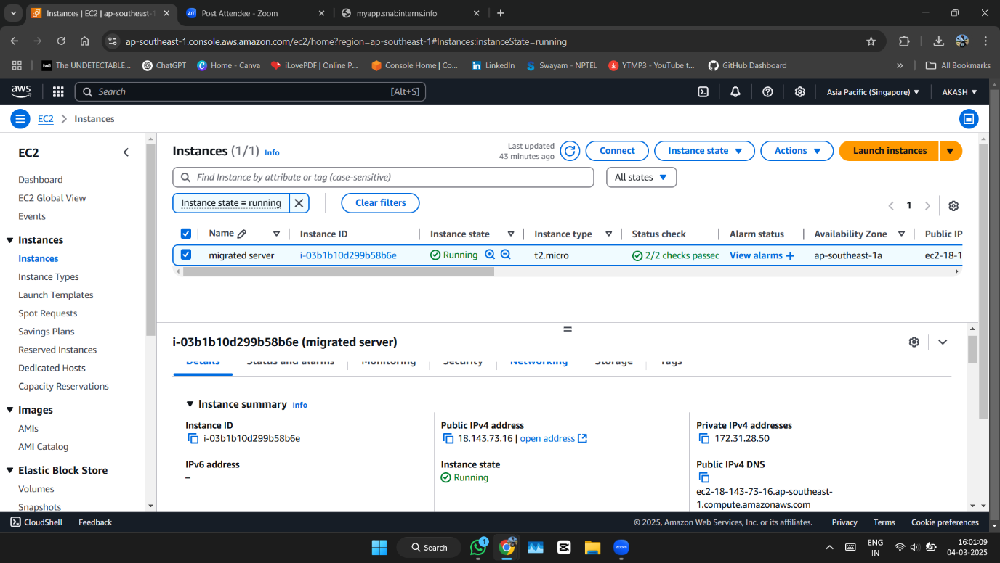 Instances | EC2 | ap-southeast-1
zm Post Attendee - Zoom
myapp.snabinterns.info
ap-southeast-1.console.aws.amazon.com/ec2/home?region=ap-southeast-1#Instances:instanceState=running
The UNDETECTABLE...
ChatGPT
Home - Canva
iLovePDF | Online P...
Console Home | Co...
LinkedIn
Swayam - NPTEL
YTMP3 - YouTube t...
GitHub Dashboard
All Bookmarks
aws
Search
[Alt+S]
Asia Pacific (Singapore)
AKASH
EC2
Instances
EC2
Dashboard
EC2 Global View
Events
Instances
Instances
Instance Types
Launch Templates
Spot Requests
Savings Plans
Reserved Instances
Dedicated Hosts
Capacity Reservations
Images
AMIs
AMI Catalog
Elastic Block Store
Volumes
Snapshots
Instances (1/1) Info
Last updated
43 minutes ago
Connect
Instance state
Actions
Launch instances
Find Instance by attribute or tag (case-sensitive)
All states
Instance state = running
Clear filters
1
Name
Instance ID
Instance state
Instance type
Status check
Alarm status
Availability Zone
Public IP
migrated server
i-03b1b10d299b58b6e
Running
t2.micro
2/2 checks passec
View alarms +
ap-southeast-1a
ec2-18-1
i-03b1b10d299b58b6e (migrated server)
Details
Status and alarms
Monitoring
Security
Networking
Storage
Tags
Instance summary Info
Instance ID
i-03b1b10d299b58b6e
Public IPv4 address
18.143.73.16 | open address
Private IPv4 addresses
172.31.28.50
IPv6 address
–
Instance state
Running
Public IPv4 DNS
ec2-18-143-73-16.ap-southeast-
1.compute.amazonaws.com
CloudShell
Feedback
© 2025, Amazon Web Services, Inc. or its affiliates.
Privacy
Terms
Cookie preferences
Search
1
zoom
ENG
IN
16:01:09
04-03-2025